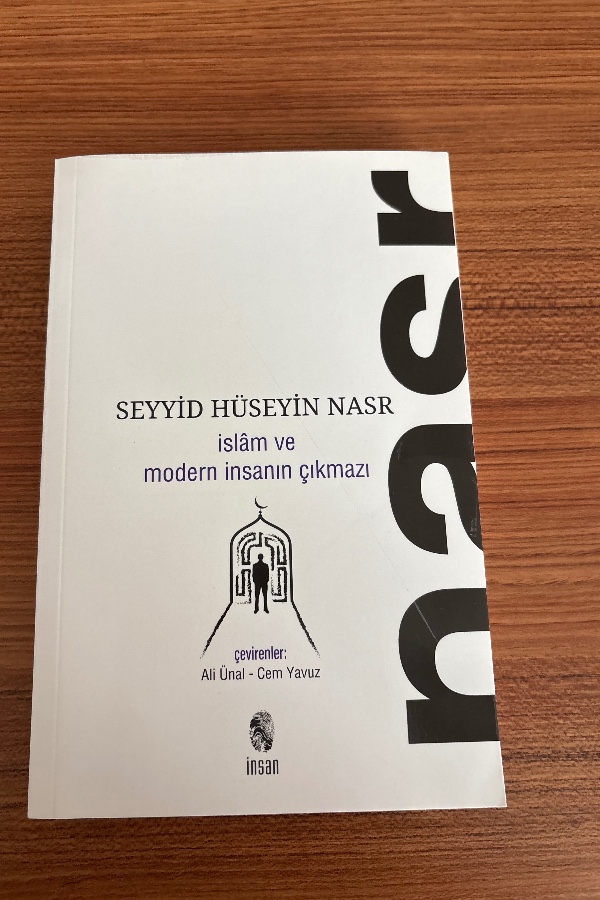 nasr
SEYYİD HÜSEYİN NASR
islâm ve
modern insanın çıkmazı
çevirenler:
Ali Ünal - Cem Yavuz
insan